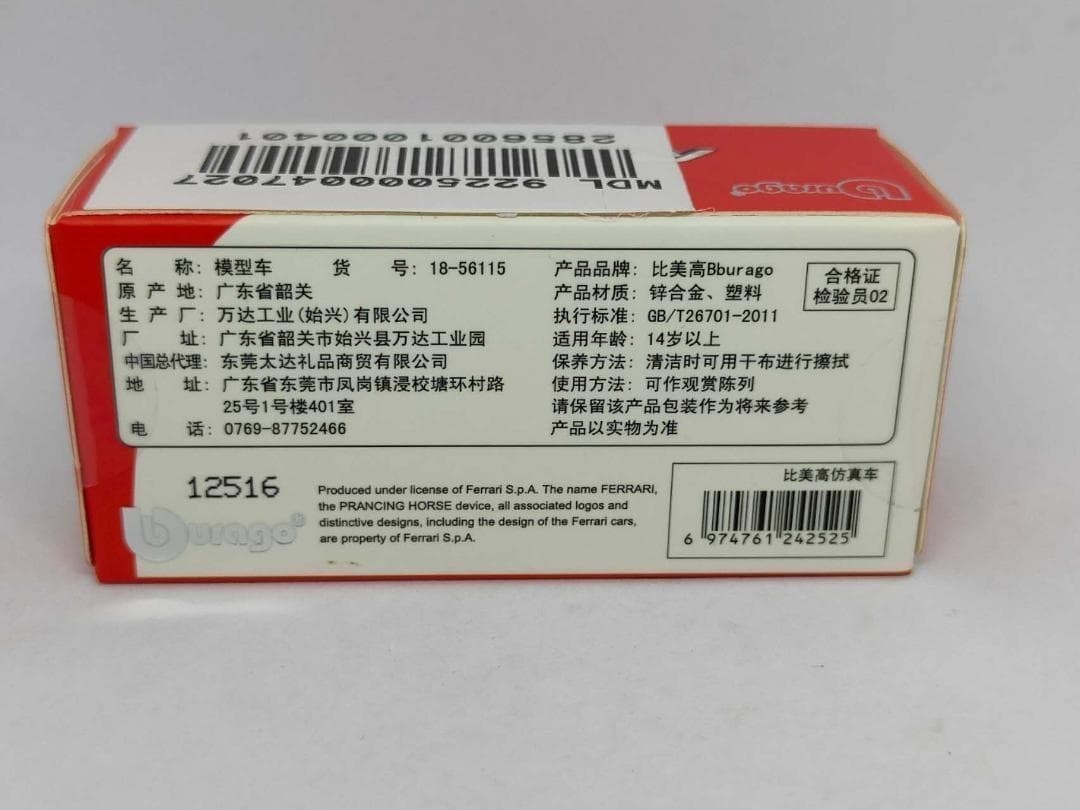 2856001000401
MDL 9225000047027
Bburago®
名 称: 模型车 货 号: 18-56115
原 产 地: 广东省韶关
生 产 厂: 万达工业(始兴)有限公司
厂 址: 广东省韶关市始兴县万达工业园
中国总代理: 东莞太达礼品商贸有限公司
地 址: 广东省东莞市凤岗镇浸校塘环村路
25号1号楼401室
电 话: 0769-87752466
产品品牌: 比美高Bburago
产品材质: 锌合金、塑料
执行标准: GB/T26701-2011
适用年龄: 14岁以上
保养方法: 清洁时可用干布进行擦拭
使用方法: 可作观赏陈列
请保留该产品包装作为将来参考
产品以实物为准
合格证
检验员02
12516
Bburago®
Produced under license of Ferrari S.p.A. The name FERRARI,
the PRANCING HORSE device, all associated logos and
distinctive designs, including the design of the Ferrari cars,
are property of Ferrari S.p.A.
比美高仿真车
6 974761 242525